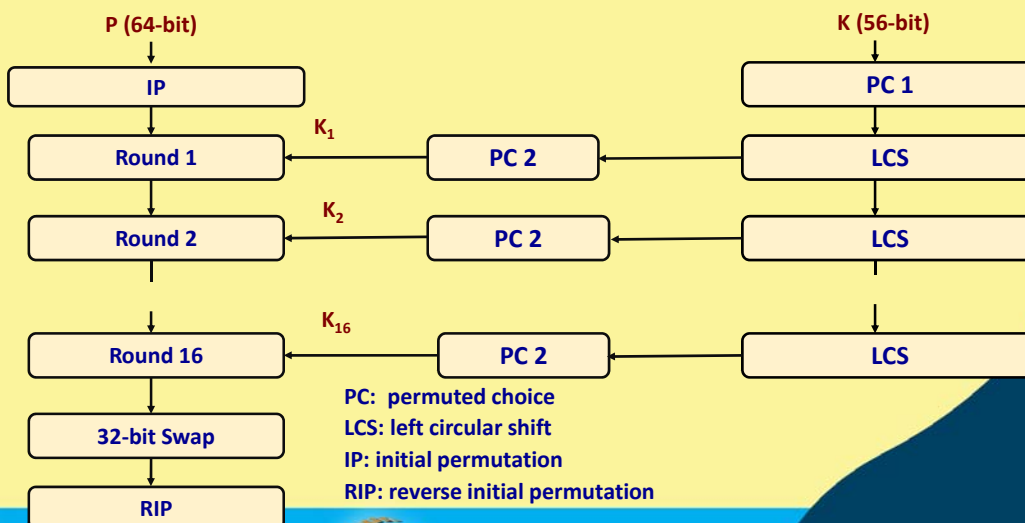 P (64-bit) K (56-bit)
IP PC 1
K₁
Round 1 PC 2 LCS
K₂
Round 2 PC 2 LCS
K₁₆
Round 16 PC 2 LCS
PC: permuted choice
32-bit Swap LCS: left circular shift
IP: initial permutation
RIP RIP: reverse initial permutation